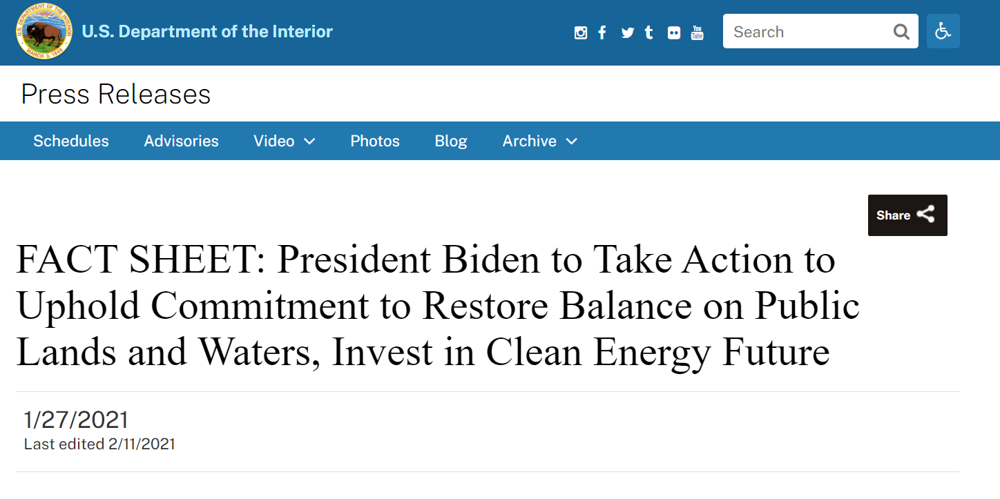 U.S. DEPARTMENT OF THE INTERIOR
MARCH 3, 1849
U.S. Department of the Interior
You
Tube
Search
Press Releases
Schedules
Advisories
Video
Photos
Blog
Archive
Share
FACT SHEET: President Biden to Take Action to
Uphold Commitment to Restore Balance on Public
Lands and Waters, Invest in Clean Energy Future
1/27/2021
Last edited 2/11/2021